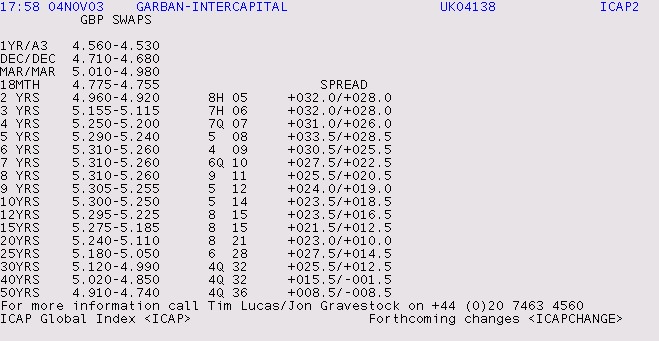 17:58 04NOV03 GARBAN-INTERCAPITAL UK04138 ICAP2
GBP SWAPS
1YR/A3 4.560-4.530
DEC/DEC 4.710-4.680
MAR/MAR 5.010-4.980
18MTH 4.775-4.755 SPREAD
2 YRS 4.960-4.920 8H 05 +032.0/+028.0
3 YRS 5.155-5.115 7H 06 +032.0/+028.0
4 YRS 5.250-5.200 7Q 07 +031.0/+026.0
5 YRS 5.290-5.240 5 08 +033.5/+028.5
6 YRS 5.310-5.260 4 09 +030.5/+025.5
7 YRS 5.310-5.260 6Q 10 +027.5/+022.5
8 YRS 5.310-5.260 9 11 +025.5/+020.5
9 YRS 5.305-5.255 5 12 +024.0/+019.0
10YRS 5.300-5.250 5 14 +023.5/+018.5
12YRS 5.295-5.225 8 15 +023.5/+016.5
15YRS 5.275-5.185 8 15 +021.5/+012.5
20YRS 5.240-5.110 8 21 +023.0/+010.0
25YRS 5.180-5.050 6 28 +027.5/+014.5
30YRS 5.120-4.990 4Q 32 +025.5/+012.5
40YRS 5.020-4.850 4Q 32 +015.5/-001.5
50YRS 4.910-4.740 4Q 36 +008.5/-008.5
For more information call Tim Lucas/Jon Gravestock on +44 (0)20 7463 4560
ICAP Global Index <ICAP> Forthcoming changes <ICAPCHANGE>